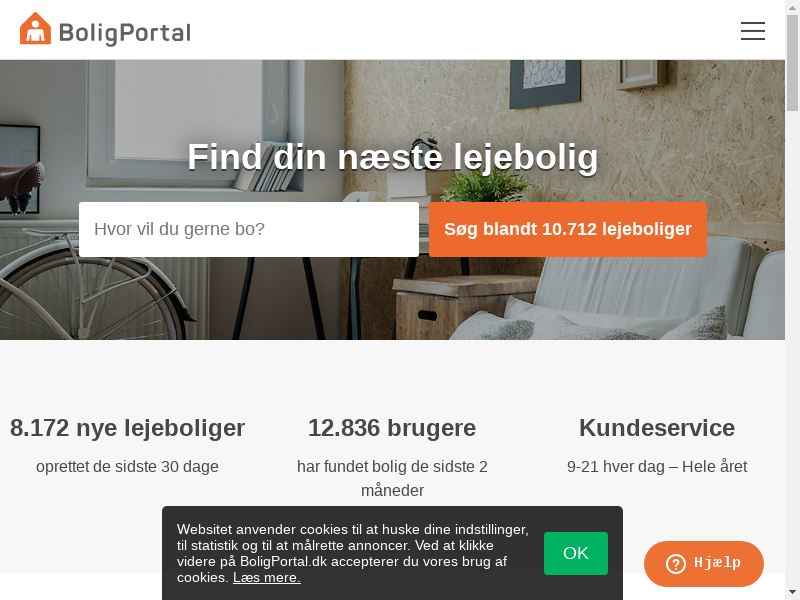 BoligPortal
Find din næste lejebolig
Hvor vil du gerne bo?
Søg blandt 10.712 lejeboliger
8.172 nye lejeboliger
oprettet de sidste 30 dage
12.836 brugere
har fundet bolig de sidste 2
måneder
Kundeservice
9-21 hver dag – Hele året
Websitet anvender cookies til at huske dine indstillinger,
til statistik og til at målrette annoncer. Ved at klikke
videre på BoligPortal.dk accepterer du vores brug af
cookies. Læs mere.
OK
Hjælp